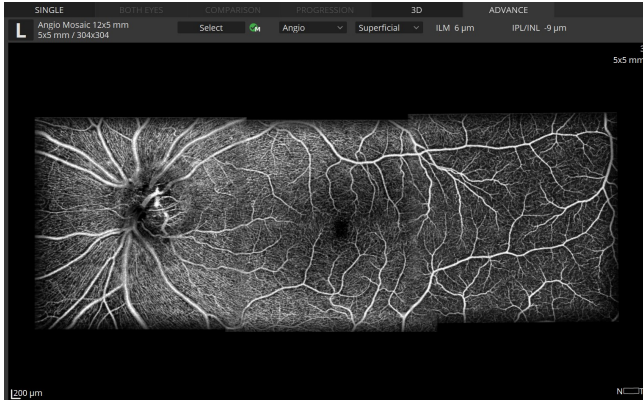 SINGLE BOTH EYES COMPARISON PROGRESSION 3D ADVANCE
L
Angio Mosaic 12x5 mm
5x5 mm / 304x304
Select M Angio Superficial ILM 6 µm IPL/INL -9 µm
5x5 mm
200 µm
N T